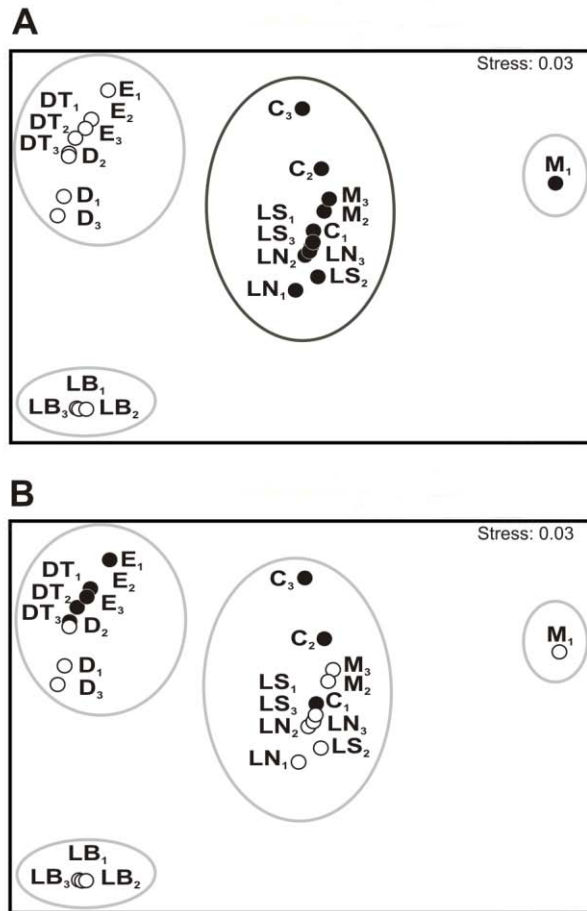 A
Stress: 0.03
E₁
DT₁ E₂
DT₂ E₃
DT₃ D₂
D₁
D₃
C₃
C₂
M₃
LS₁ M₂
LS₃ C₁
LN₂ LN₃
LS₂
LN₁
M₁
LB₁
LB₃ LB₂
B
Stress: 0.03
E₁
DT₁ E₂
DT₂ E₃
DT₃ D₂
D₁
D₃
C₃
C₂
M₃
LS₁ M₂
LS₃ C₁
LN₂ LN₃
LS₂
LN₁
M₁
LB₁
LB₃ LB₂